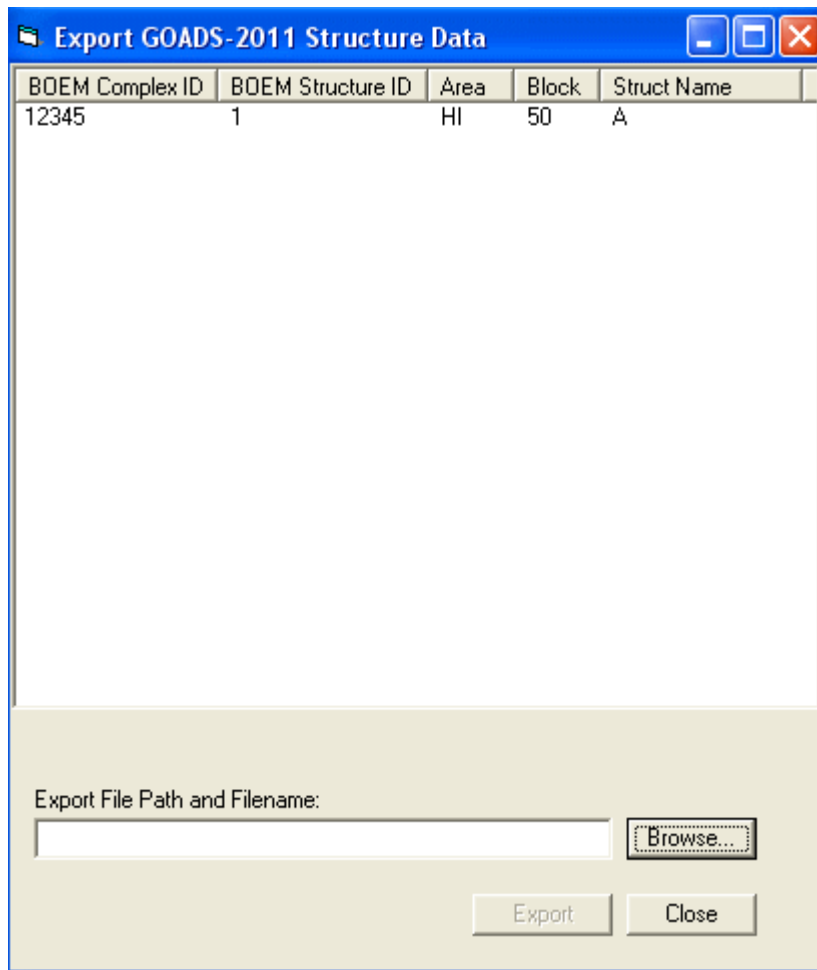 Export GOADS-2011 Structure Data
BOEM Complex ID BOEM Structure ID Area Block Struct Name
12345 1 HI 50 A
Export File Path and Filename:
Browse...
Export Close